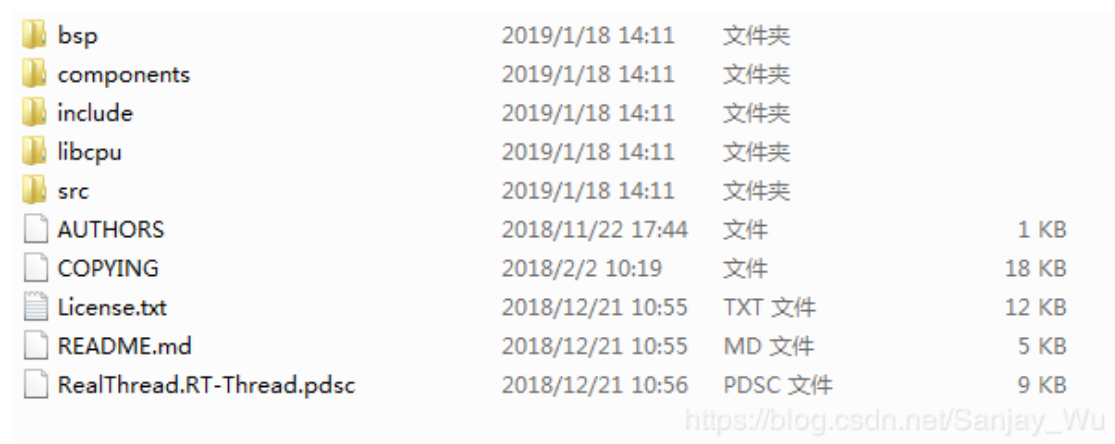 bsp 2019/1/18 14:11 文件夹
components 2019/1/18 14:11 文件夹
include 2019/1/18 14:11 文件夹
libcpu 2019/1/18 14:11 文件夹
src 2019/1/18 14:11 文件夹
AUTHORS 2018/11/22 17:44 文件 1 KB
COPYING 2018/2/2 10:19 文件 18 KB
License.txt 2018/12/21 10:55 TXT 文件 12 KB
README.md 2018/12/21 10:55 MD 文件 5 KB
RealThread.RT-Thread.pdsc 2018/12/21 10:56 PDSC 文件 9 KB
https://blog.csdn.net/Sanjay_Wu